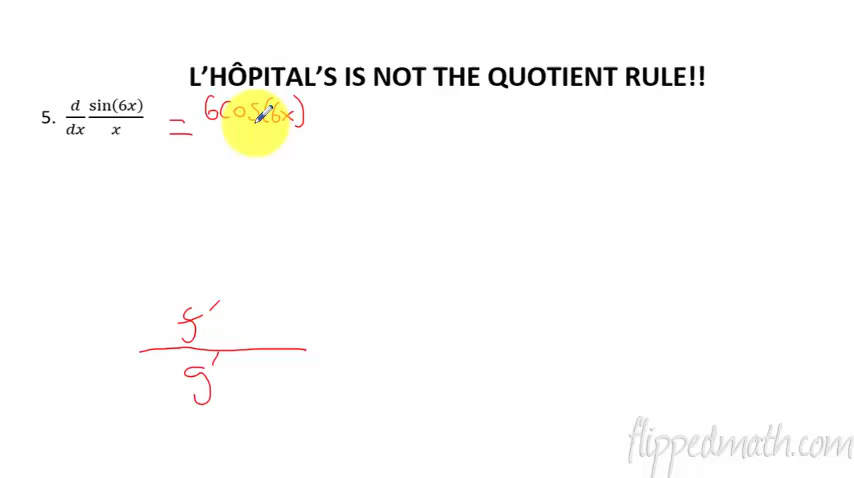 L'HÔPITAL'S IS NOT THE QUOTIENT RULE!!
5. d/dx sin(6x)/x = 6cos(6x)
f'
g'
flippedmath.com